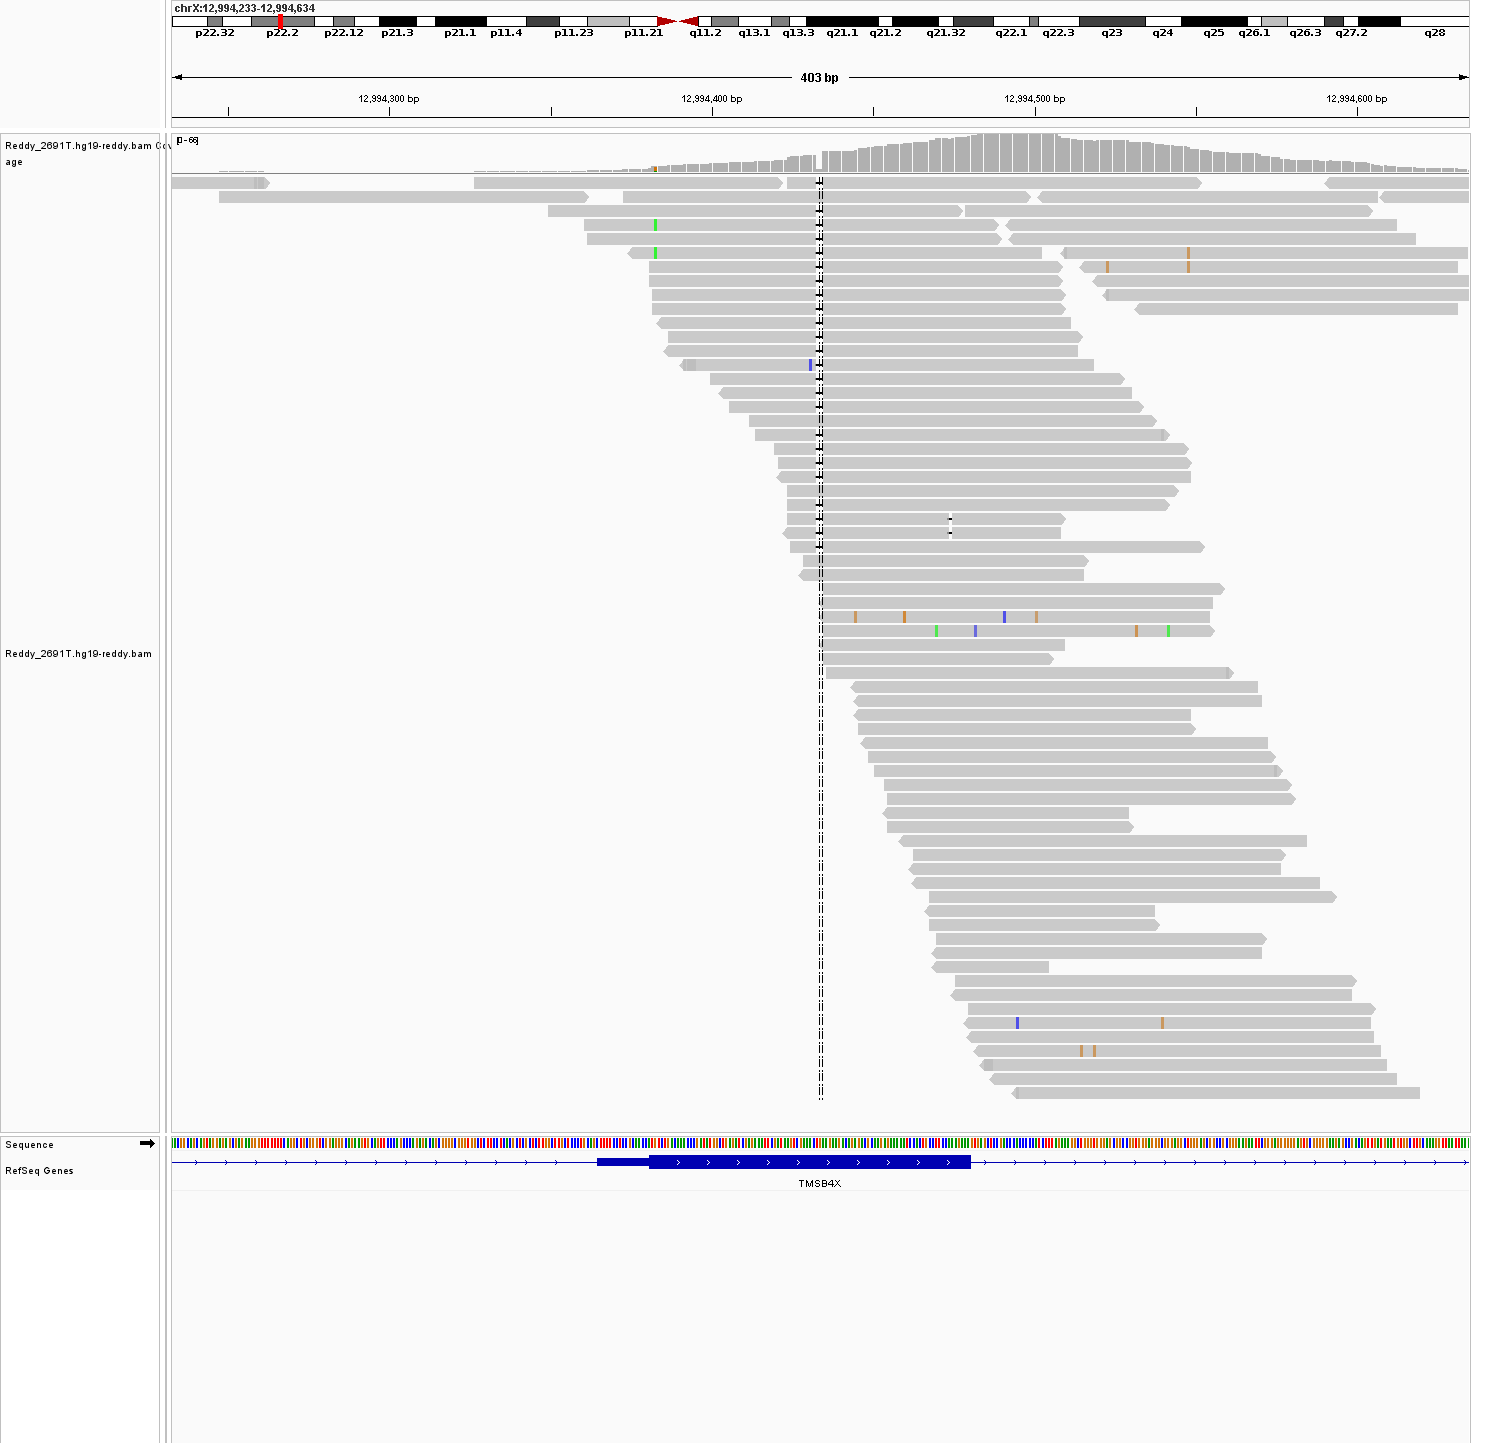 chrX:12,994,233-12,994,634
p22.32 p22.2 p22.12 p21.3 p21.1 p11.4 p11.23 p11.21 q11.2 q13.1 q13.3 q21.1 q21.2 q21.32 q22.1 q22.3 q23 q24 q25 q26.1 q26.3 q27.2 q28
403 bp
12,994,300 bp 12,994,400 bp 12,994,500 bp 12,994,600 bp
Reddy_2691T.hg19-reddy.bam Cov
age
[0 - 66]
Reddy_2691T.hg19-reddy.bam
Sequence
RefSeq Genes
TMSB4X